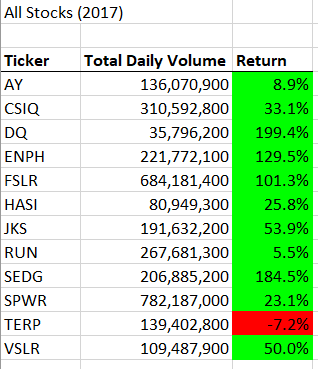 All Stocks (2017)
Ticker Total Daily Volume Return
AY 136,070,900 8.9%
CSIQ 310,592,800 33.1%
DQ 35,796,200 199.4%
ENPH 221,772,100 129.5%
FSLR 684,181,400 101.3%
HASI 80,949,300 25.8%
JKS 191,632,200 53.9%
RUN 267,681,300 5.5%
SEDG 206,885,200 184.5%
SPWR 782,187,000 23.1%
TERP 139,402,800 -7.2%
VSLR 109,487,900 50.0%